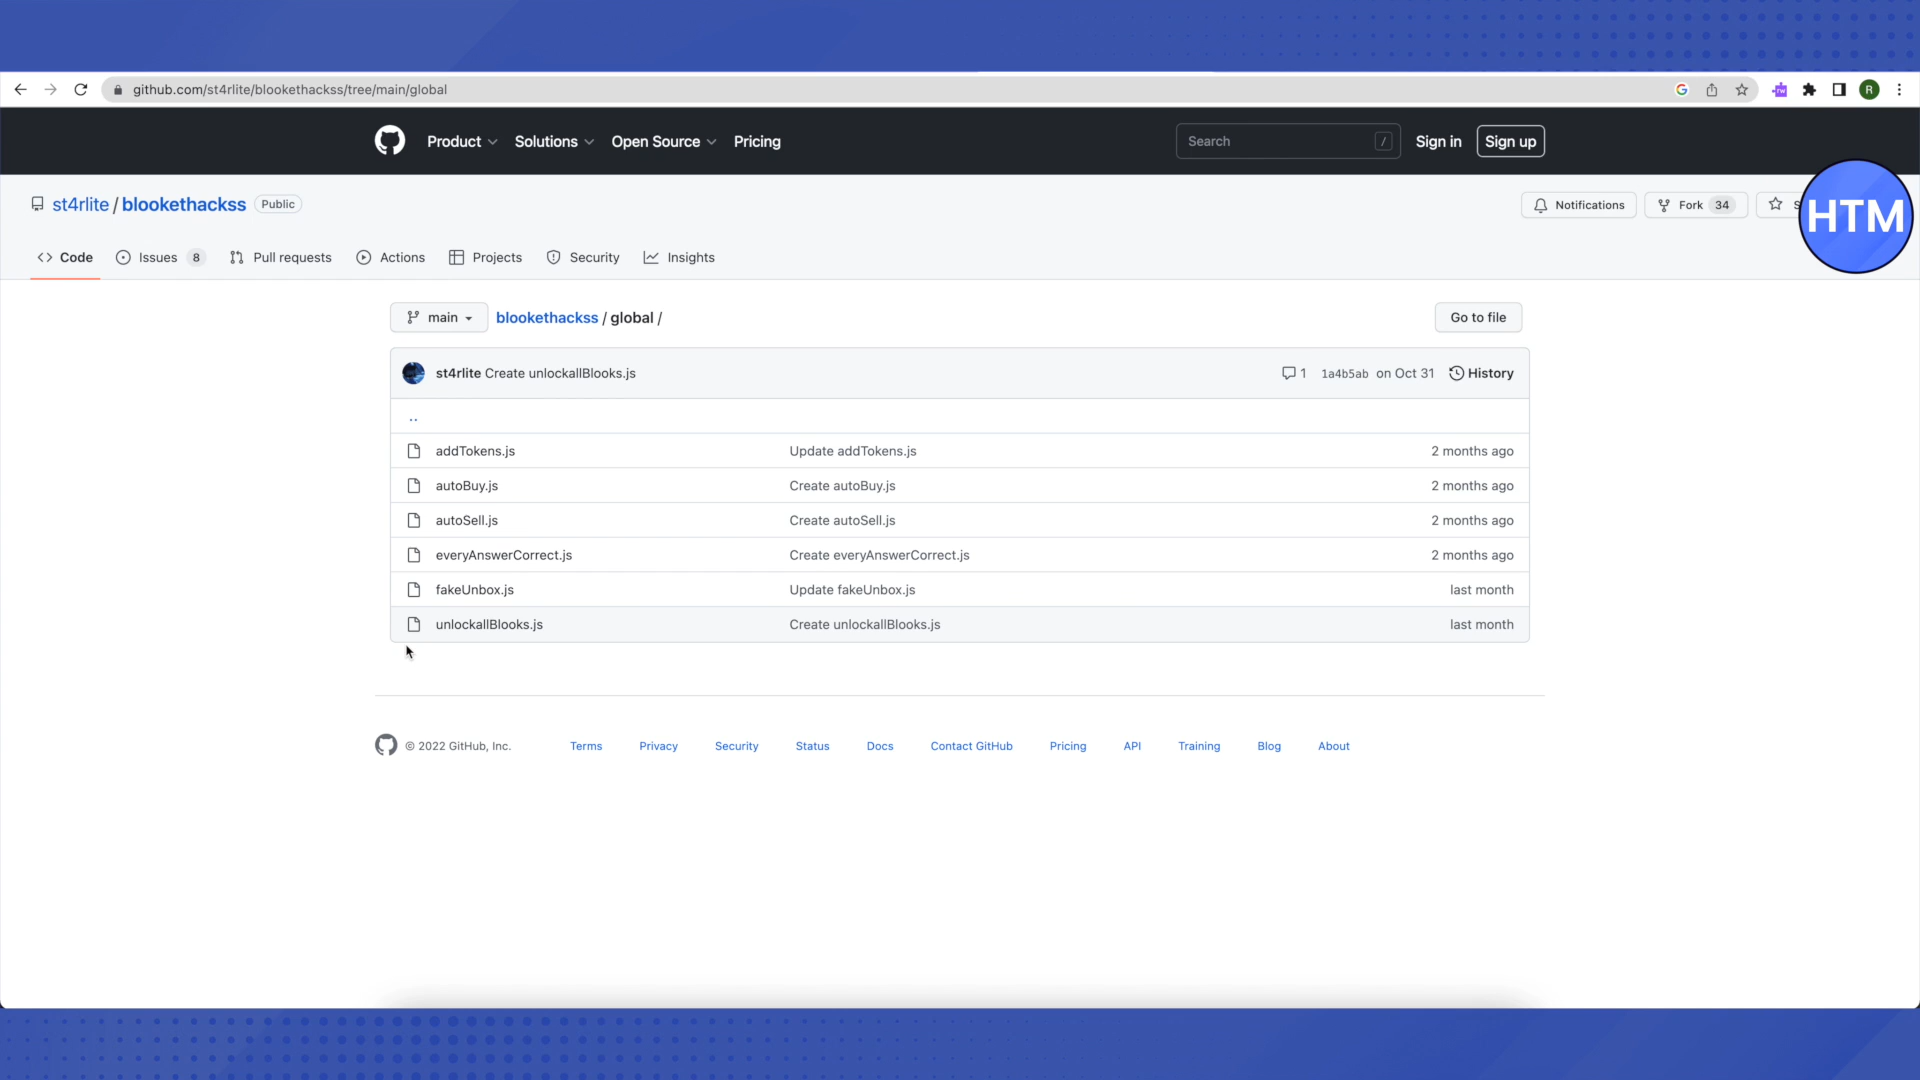 github.com/st4rlite/blookethackss/tree/main/global
R
Product Solutions Open Source Pricing Search / Sign in Sign up
st4rlite / blookethackss Public Notifications Fork 34 S
HTM
Code Issues 8 Pull requests Actions Projects Security Insights
main blookethackss / global / Go to file
st4rlite Create unlockallBlooks.js 1 1a4b5ab on Oct 31 History
..
addTokens.js Update addTokens.js 2 months ago
autoBuy.js Create autoBuy.js 2 months ago
autoSell.js Create autoSell.js 2 months ago
everyAnswerCorrect.js Create everyAnswerCorrect.js 2 months ago
fakeUnbox.js Update fakeUnbox.js last month
unlockallBlooks.js Create unlockallBlooks.js last month
© 2022 GitHub, Inc. Terms Privacy Security Status Docs Contact GitHub Pricing API Training Blog About